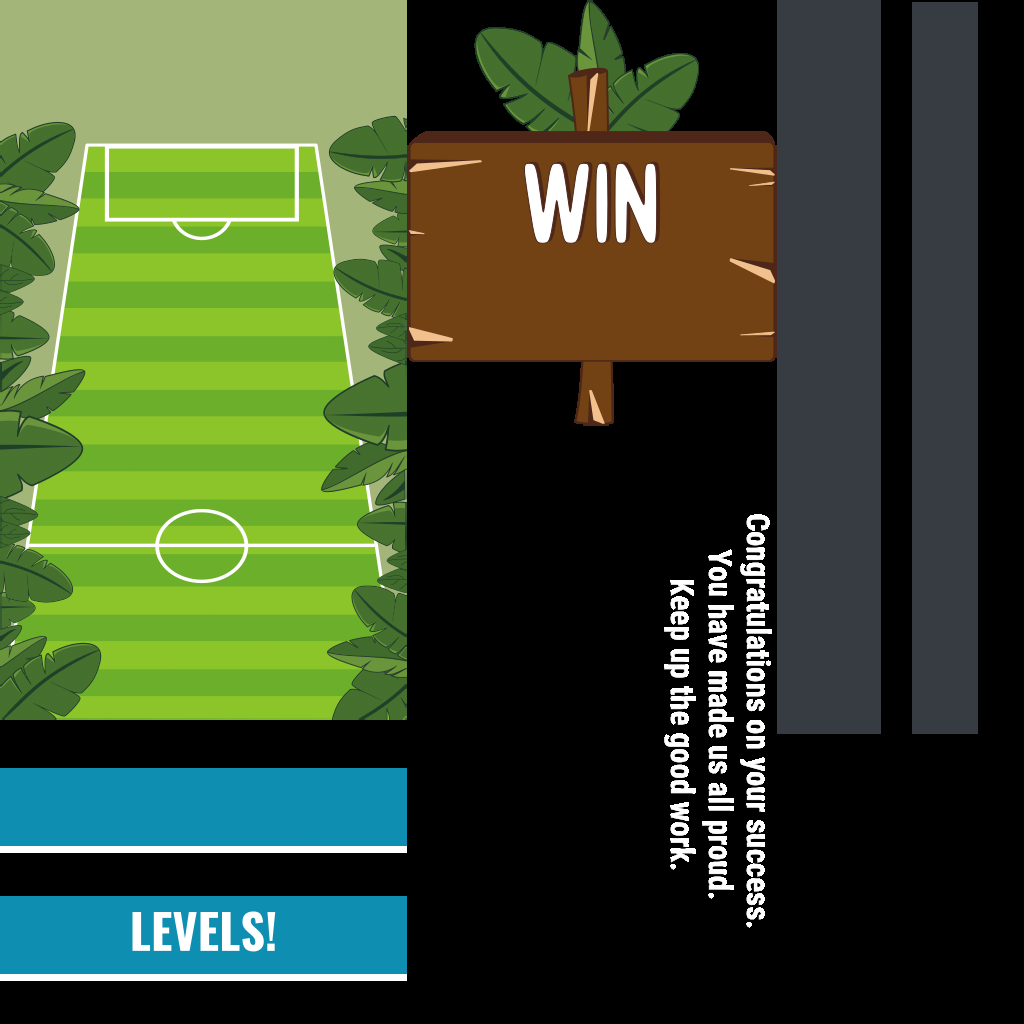 WIN
Congratulations on your success.
You have made us all proud.
Keep up the good work.
LEVELS!